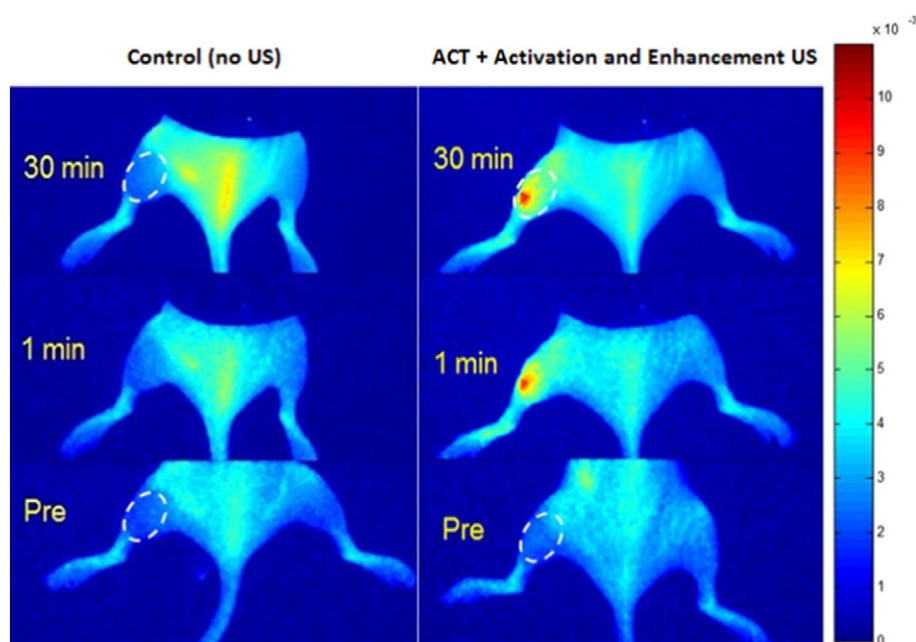 x 10⁻³
Control (no US)
ACT + Activation and Enhancement US
30 min
30 min
1 min
1 min
Pre
Pre
10
9
8
7
6
5
4
3
2
1
0